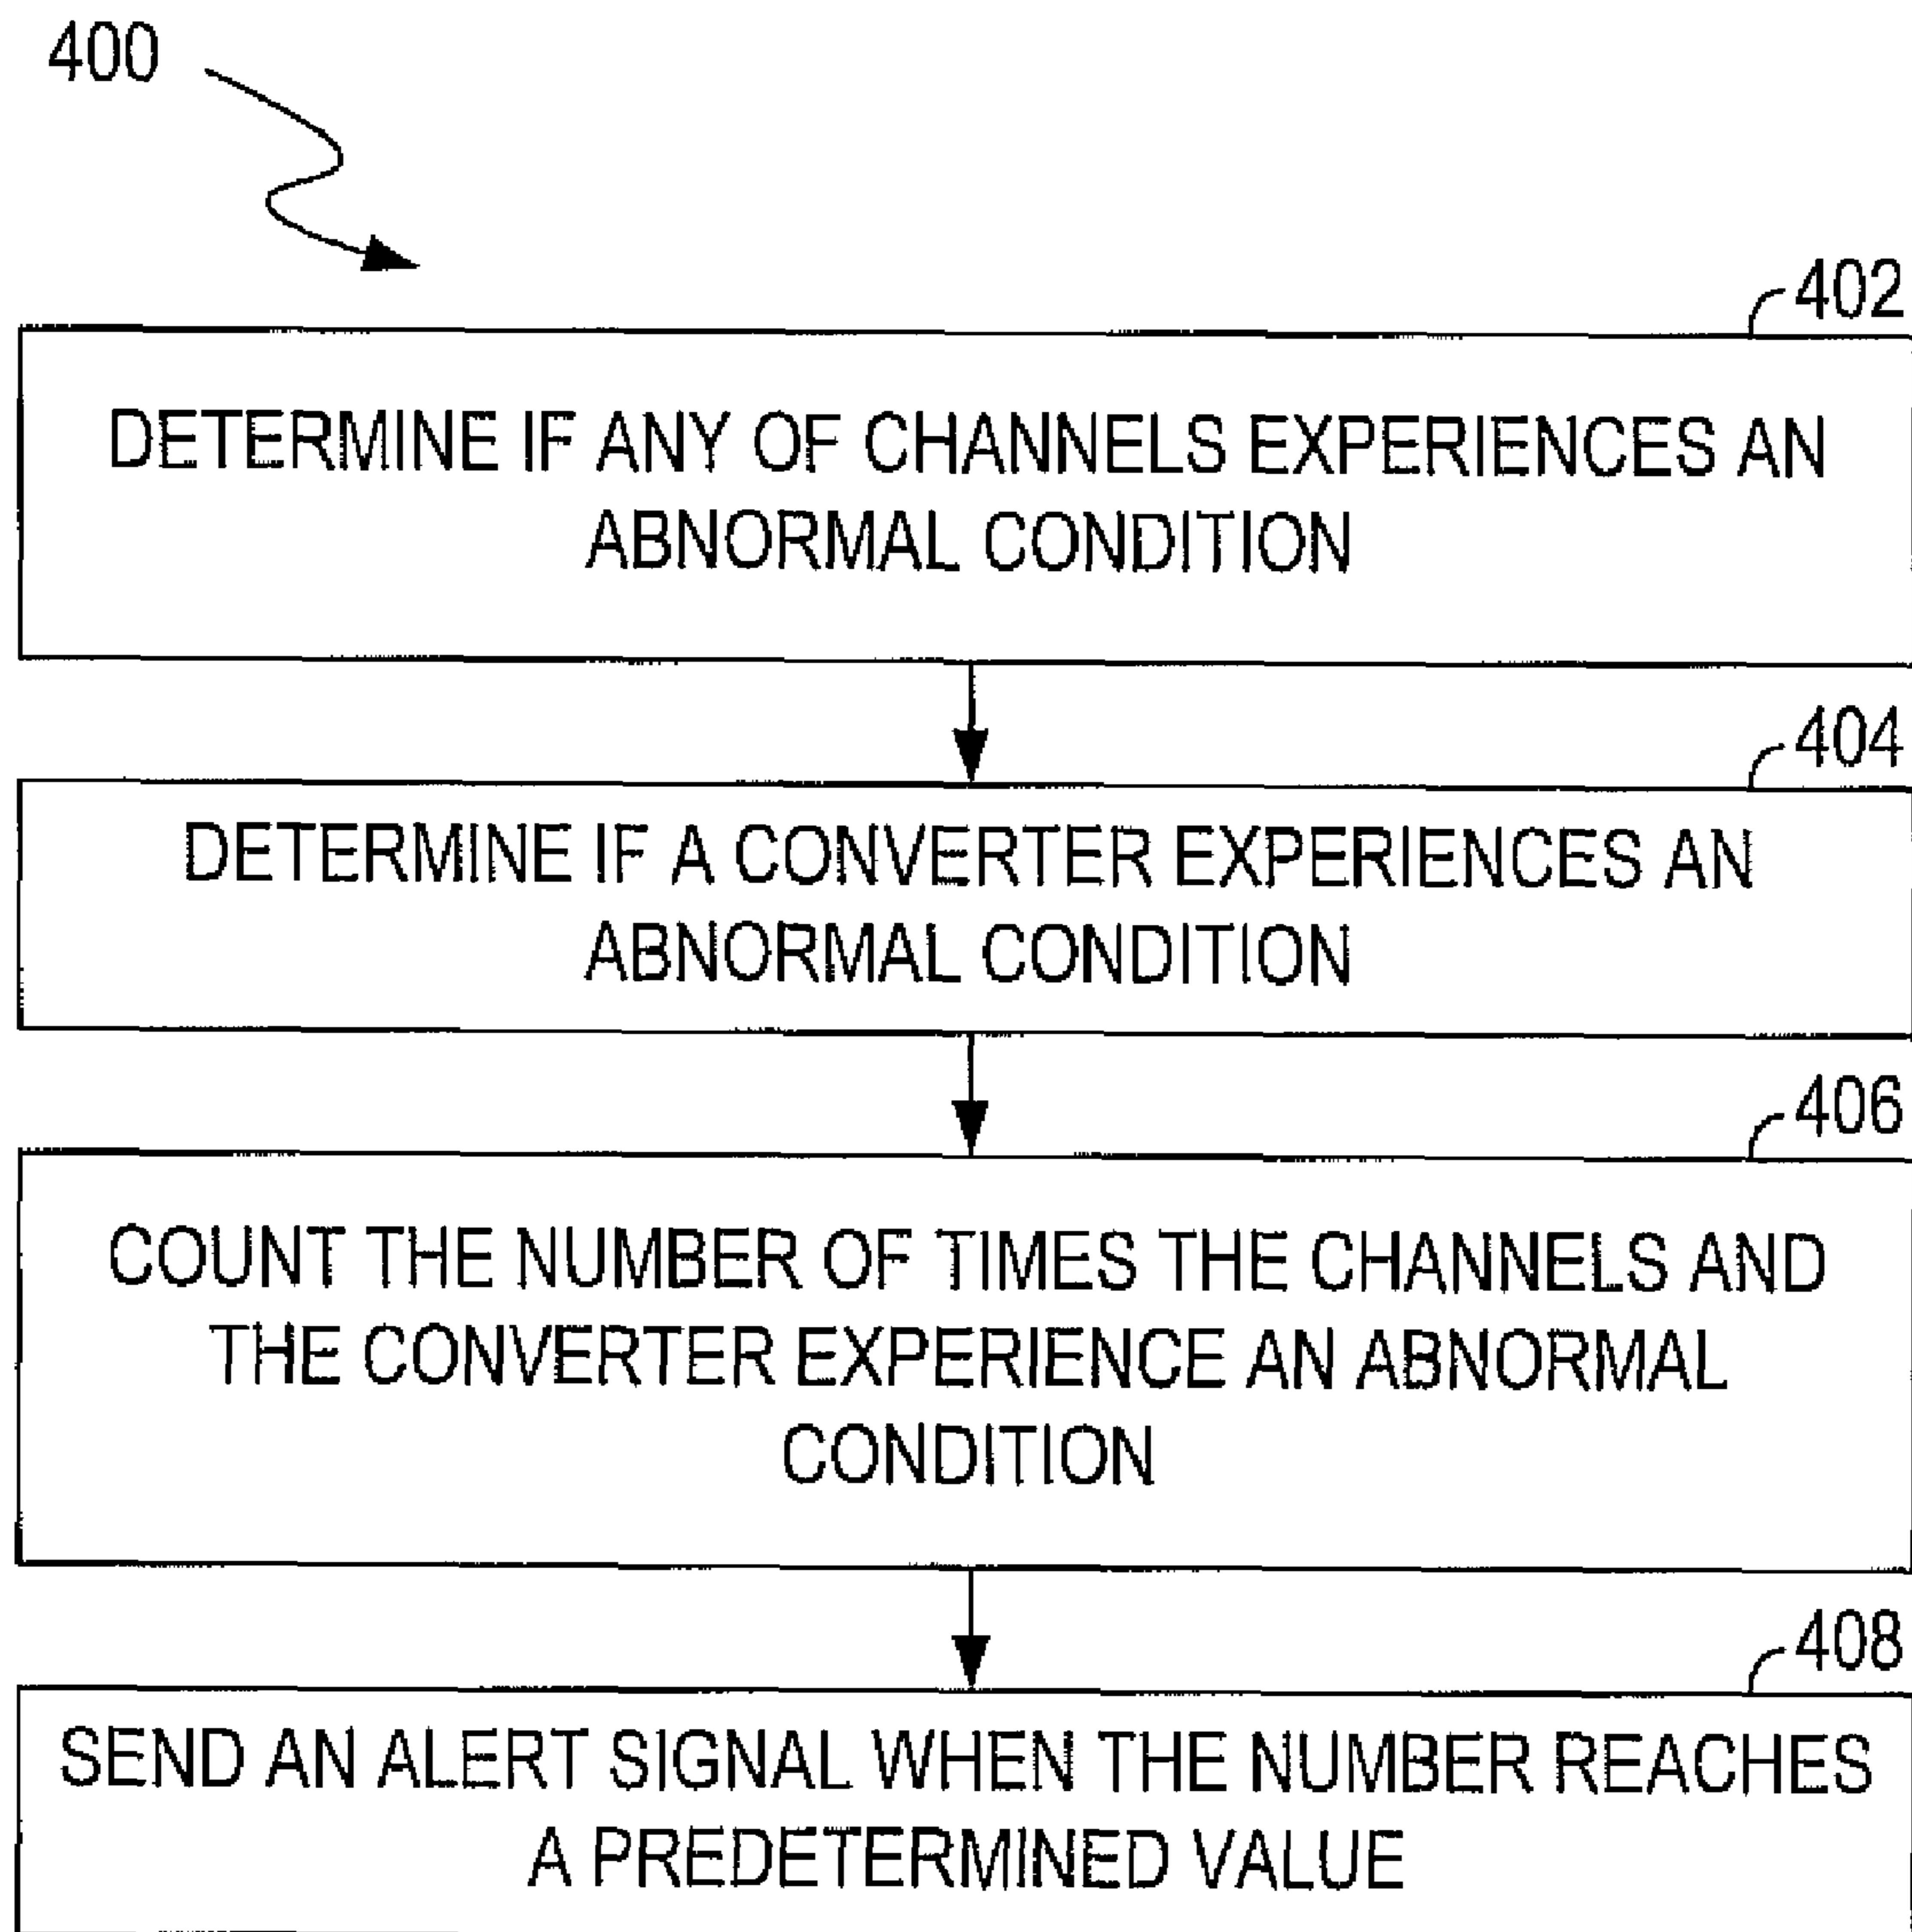 400
402
DETERMINE IF ANY OF CHANNELS EXPERIENCES AN
ABNORMAL CONDITION
404
DETERMINE IF A CONVERTER EXPERIENCES AN
ABNORMAL CONDITION
406
COUNT THE NUMBER OF TIMES THE CHANNELS AND
THE CONVERTER EXPERIENCE AN ABNORMAL
CONDITION
408
SEND AN ALERT SIGNAL WHEN THE NUMBER REACHES
A PREDETERMINED VALUE